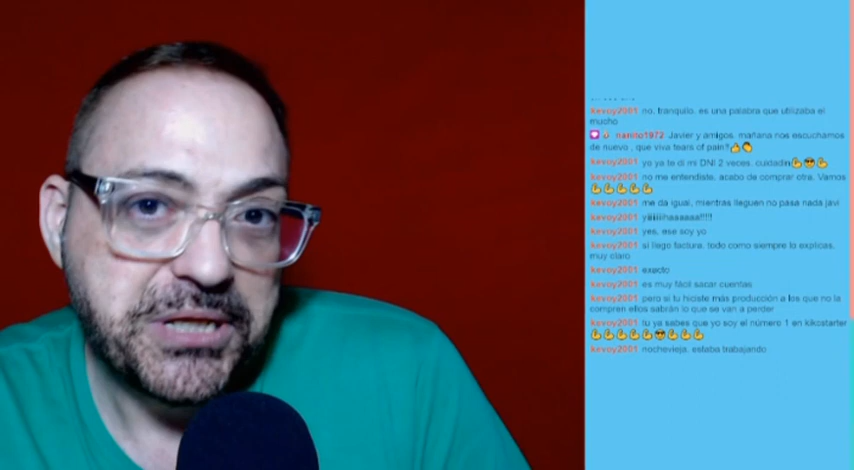 kevoy2001 no, tranquilo, es una palabra que utilizaba el
mucho
nanito1972 Javier y amigos, mañana nos escuchamos
de nuevo , que viva tears of pain!!👍👏
kevoy2001 yo ya te di mi DNI 2 veces, cuidadin💪😎💪
kevoy2001 no me entendiste, acabo de comprar otra. Vamos
💪💪💪💪💪
kevoy2001 me da igual, mientras lleguen no pasa nada javi
kevoy2001
kevoy2001 yes, ese soy yo
kevoy2001 si llego factura, todo como siempre lo explicas,
muy claro
kevoy2001 exacto
kevoy2001 es muy fácil sacar cuentas
kevoy2001 pero si tu hiciste más producción a los que no la
compren ellos sabrán lo que se van a perder
kevoy2001 tu ya sabes que yo soy el número 1 en kikostarter
💪💪💪💪💪😎💪💪💪
kevoy2001 nochevieja, estaba trabajando